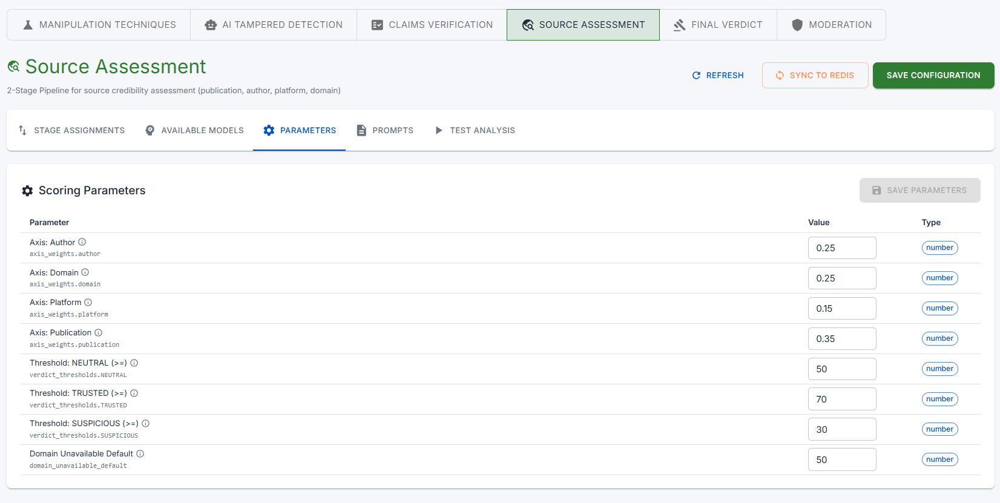 MANIPULATION TECHNIQUES
AI TAMPERED DETECTION
CLAIMS VERIFICATION
SOURCE ASSESSMENT
FINAL VERDICT
MODERATION
Source Assessment
REFRESH
SYNC TO REDIS
SAVE CONFIGURATION
2-Stage Pipeline for source credibility assessment (publication, author, platform, domain)
STAGE ASSIGNMENTS
AVAILABLE MODELS
PARAMETERS
PROMPTS
TEST ANALYSIS
Scoring Parameters
SAVE PARAMETERS
Parameter Value Type
Axis: Author
axis_weights.author
0.25 number
Axis: Domain
axis_weights.domain
0.25 number
Axis: Platform
axis_weights.platform
0.15 number
Axis: Publication
axis_weights.publication
0.35 number
Threshold: NEUTRAL (>=)
verdict_thresholds.NEUTRAL
50 number
Threshold: TRUSTED (>=)
verdict_thresholds.TRUSTED
70 number
Threshold: SUSPICIOUS (>=)
verdict_thresholds.SUSPICIOUS
30 number
Domain Unavailable Default
domain_unavailable_default
50 number